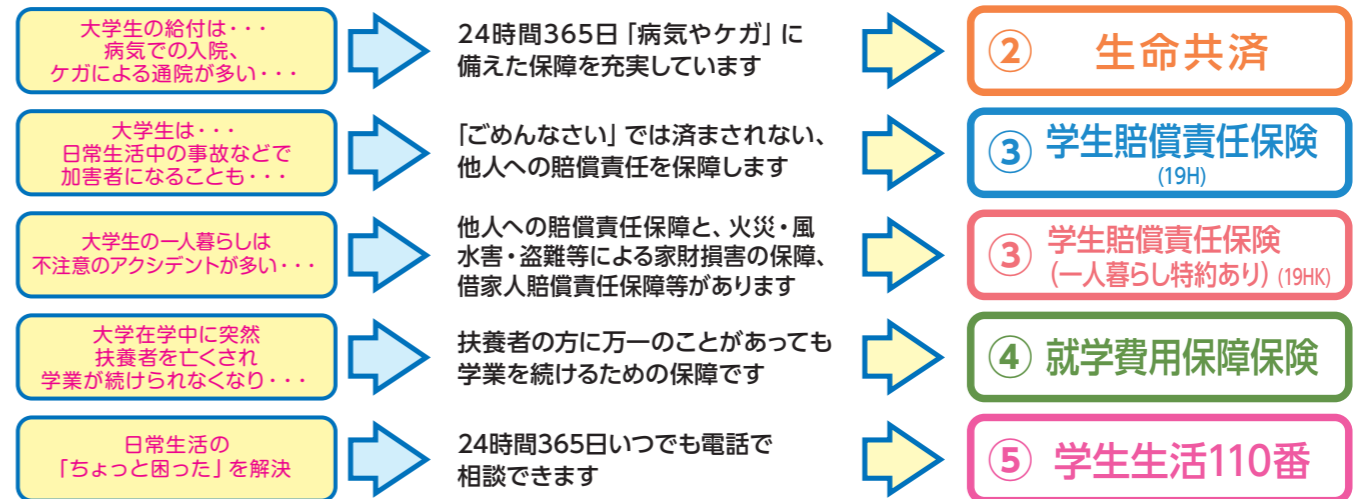 大学生の給付は・・・
病気での入院、
ケガによる通院が多い・・・
24時間365日「病気やケガ」に
備えた保障を充実しています
② 生命共済
大学生は・・・
日常生活中の事故などで
加害者になることも・・・
「ごめんなさい」では済まされない、
他人への賠償責任を保障します
③ 学生賠償責任保険
(19H)
大学生の一人暮らしは
不注意のアクシデントが多い・・・
他人への賠償責任保障と、火災・風
水害・盗難等による家財損害の保障、
借家人賠償責任保障等があります
③ 学生賠償責任保険
(一人暮らし特約あり) (19HK)
大学在学中に突然
扶養者を亡くされ
学業が続けられなくなり・・・
扶養者の方に万一のことがあっても
学業を続けるための保障です
④ 就学費用保障保険
日常生活の
「ちょっと困った」を解決
24時間365日いつでも電話で
相談できます
⑤ 学生生活110番